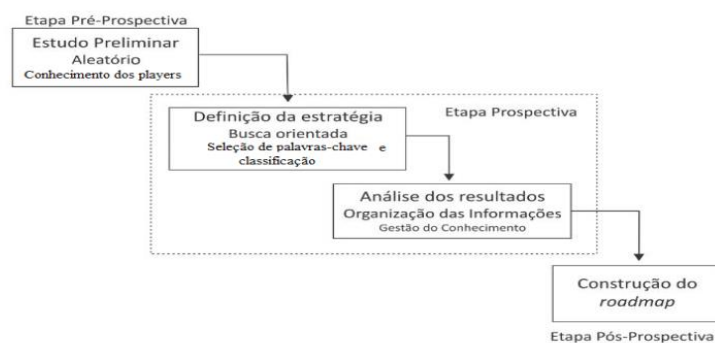 Etapa Pré-Prospectiva
Estudo Preliminar
Aleatório
Conhecimento dos players
Etapa Prospectiva
Definição da estratégia
Busca orientada
Seleção de palavras-chave e
classificação
Análise dos resultados
Organização das Informações
Gestão do Conhecimento
Construção do
roadmap
Etapa Pós-Prospectiva